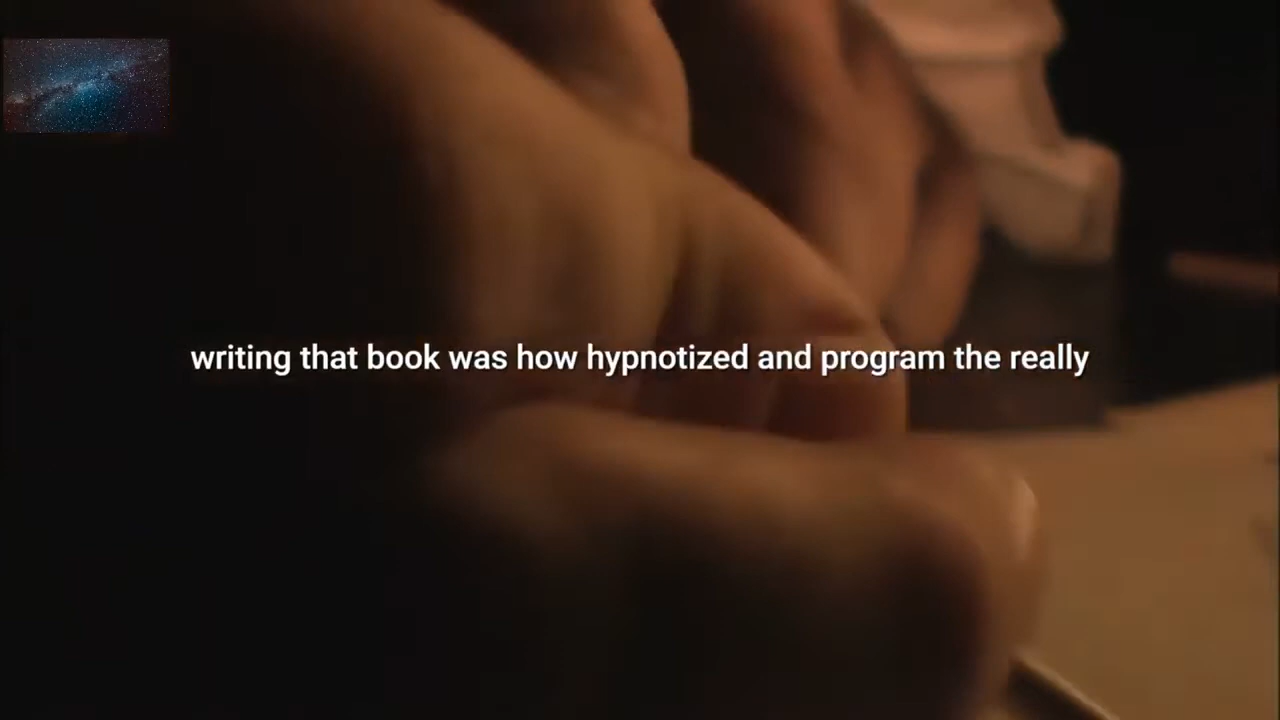 writing that book was how hypnotized and program the really